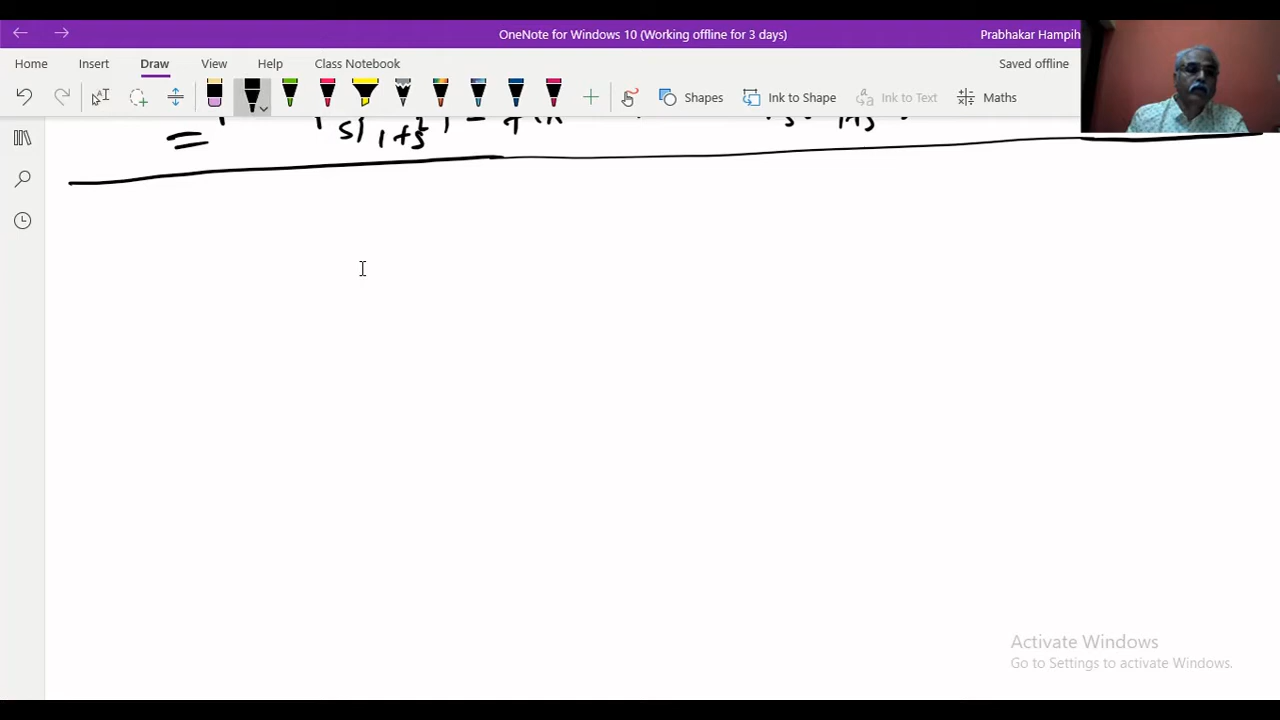 OneNote for Windows 10 (Working offline for 3 days)
Prabhakar Hampih
Home Insert Draw View Help Class Notebook
Saved offline
Shapes Ink to Shape Ink to Text Maths
Activate Windows
Go to Settings to activate Windows.